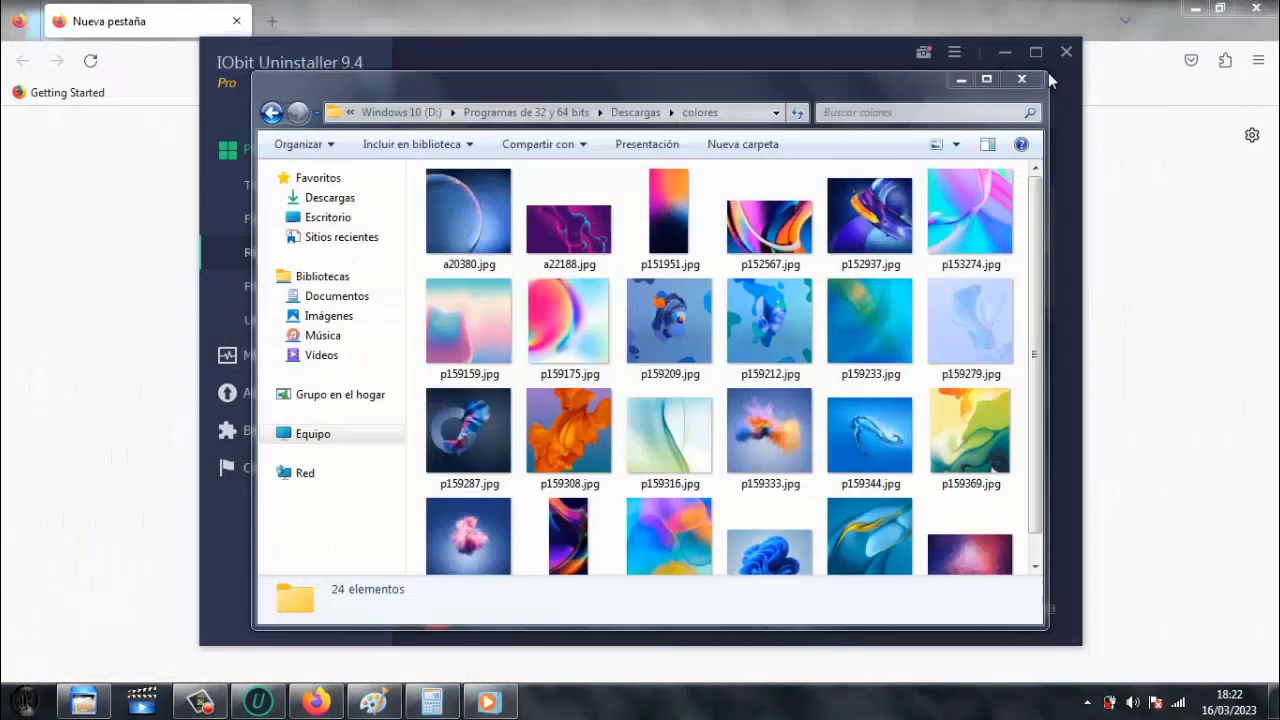 Nueva pestaña
Getting Started
IObit Uninstaller 9.4
Pro
Windows 10 (D:)
Programas de 32 y 64 bits
Descargas
colores
Buscar colores
Organizar
Incluir en biblioteca
Compartir con
Presentación
Nueva carpeta
Favoritos
Descargas
Escritorio
Sitios recientes
Bibliotecas
Documentos
Imágenes
Música
Vídeos
Grupo en el hogar
Equipo
Red
a20380.jpg
a22188.jpg
p151951.jpg
p152567.jpg
p152937.jpg
p153274.jpg
p159159.jpg
p159175.jpg
p159209.jpg
p159212.jpg
p159233.jpg
p159279.jpg
p159287.jpg
p159308.jpg
p159316.jpg
p159333.jpg
p159344.jpg
p159369.jpg
24 elementos
18:22
16/03/2023